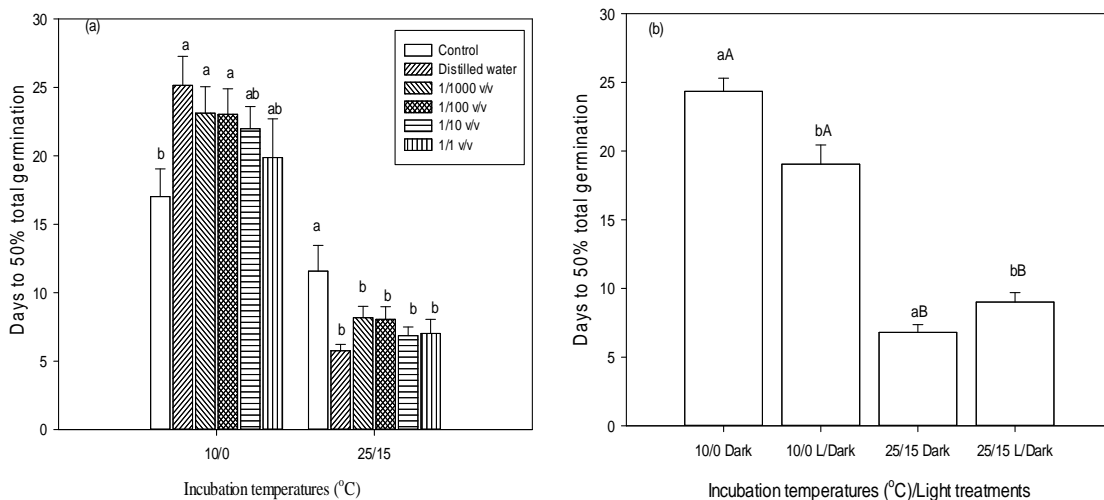 (a)
30
25
20
15
10
5
0
Days to 50% total germination
Control
Distilled water
1/1000 v/v
1/100 v/v
1/10 v/v
1/1 v/v
b
a
a
a
ab
ab
a
b
b
b
b
b
10/0
25/15
Incubation temperatures (°C)
(b)
30
25
20
15
10
5
0
Days to 50% total germination
aA
bA
aB
bB
10/0 Dark
10/0 L/Dark
25/15 Dark
25/15 L/Dark
Incubation temperatures (°C)/Light treatments